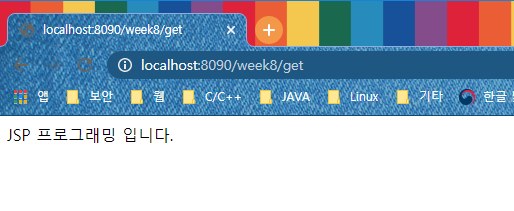 localhost:8090/week8/get
localhost:8090/week8/get
앱 보안 웹 C/C++ JAVA Linux 기타 한글
JSP 프로그래밍 입니다.